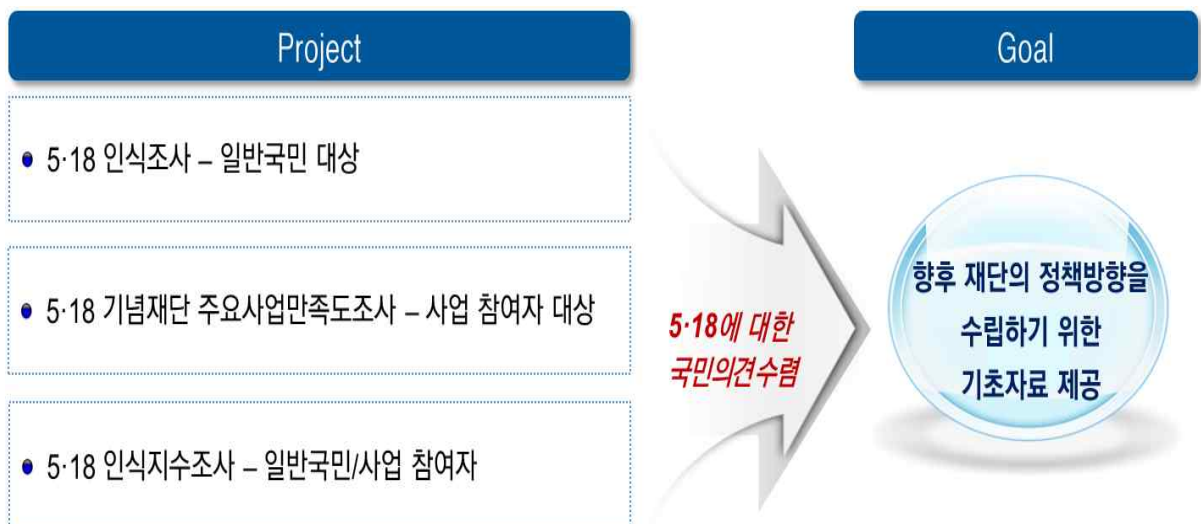 Project
Goal
5·18 인식조사 – 일반국민 대상
5·18 기념재단 주요사업만족도조사 – 사업 참여자 대상
5·18 인식지수조사 – 일반국민/사업 참여자
5·18에 대한
국민의견수렴
향후 재단의 정책방향을
수립하기 위한
기초자료 제공